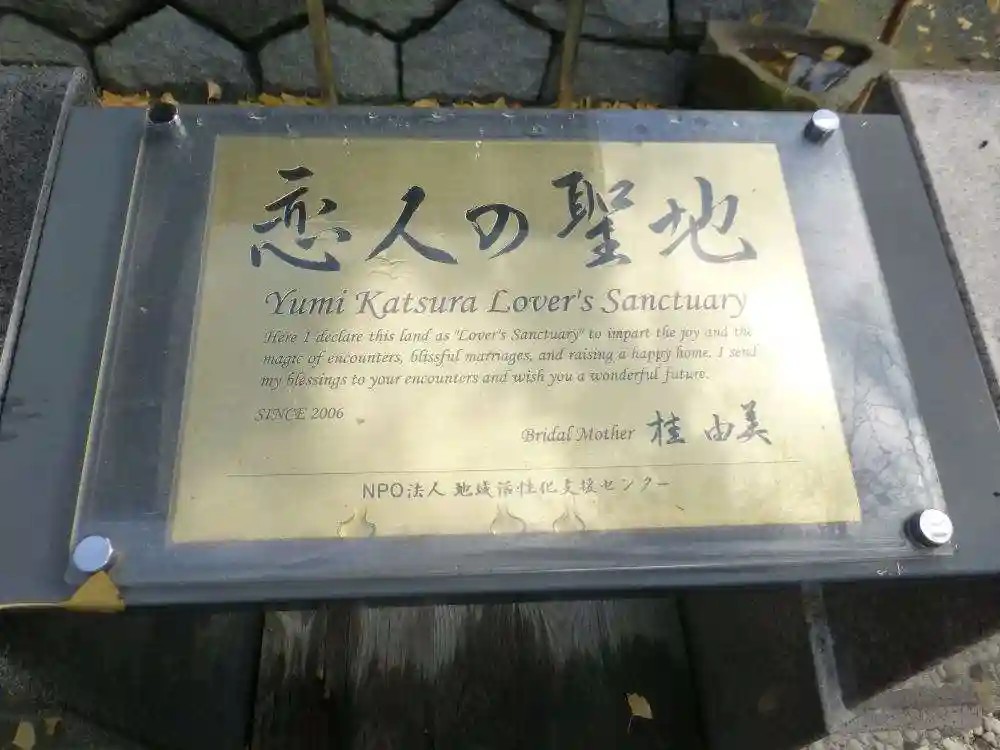 恋人の聖地
Yumi Katsura Lover's Sanctuary
Here I declare this land as "Lover's Sanctuary" to impart the joy and the
magic of encounters, blissful marriages, and raising a happy home. I send
my blessings to your encounters and wish you a wonderful future.
SINCE 2006
Bridal Mother 桂 由美
NPO法人 地域活性化支援センター